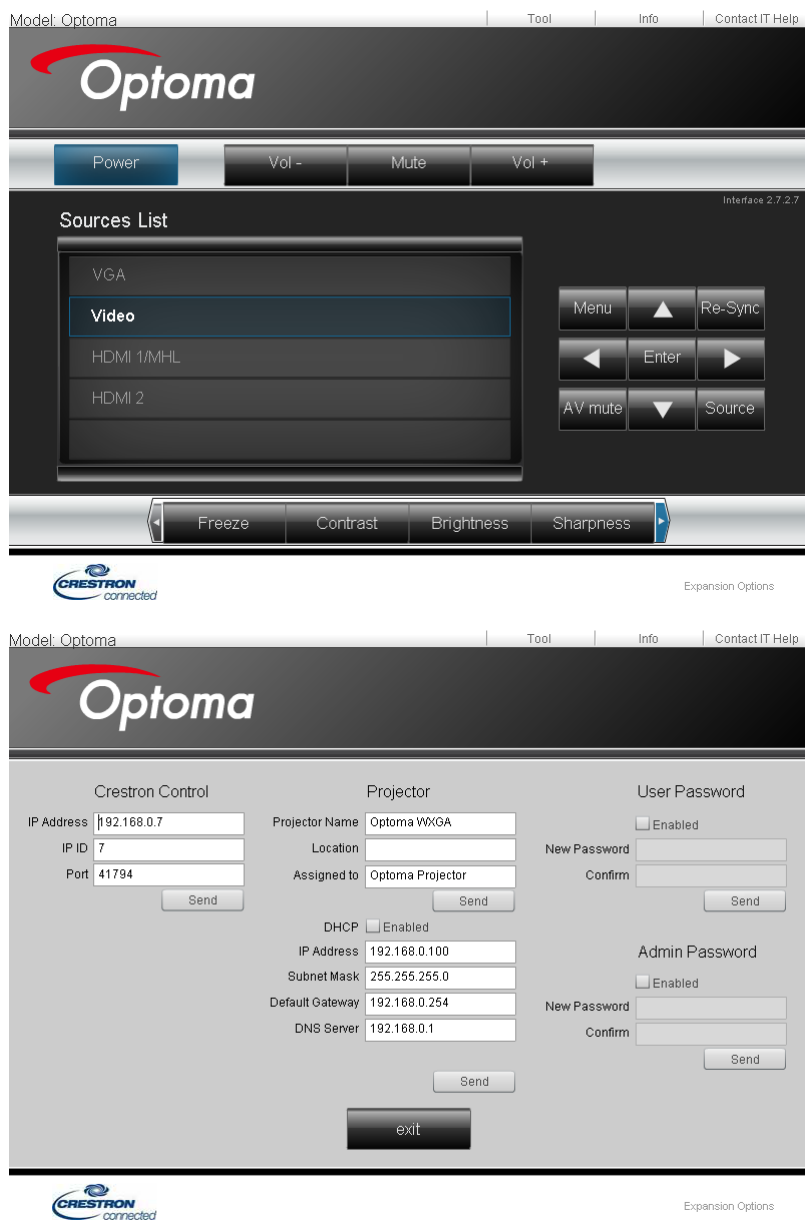 Model: Optoma
Tool
Info
Contact IT Help
Optoma
Power
Vol -
Mute
Vol +
Interface 2.7.2.7
Sources List
VGA
Video
HDMI 1/MHL
HDMI 2
Menu
Re-Sync
Enter
AV mute
Source
Freeze
Contrast
Brightness
Sharpness
CRESTRON
connected
Expansion Options
Model: Optoma
Tool
Info
Contact IT Help
Optoma
Crestron Control
IP Address 192.168.0.7
IP ID 7
Port 41794
Send
Projector
Projector Name Optoma WXGA
Location
Assigned to Optoma Projector
Send
DHCP Enabled
IP Address 192.168.0.100
Subnet Mask 255.255.255.0
Default Gateway 192.168.0.254
DNS Server 192.168.0.1
Send
User Password
Enabled
New Password
Confirm
Send
Admin Password
Enabled
New Password
Confirm
Send
exit
CRESTRON
connected
Expansion Options